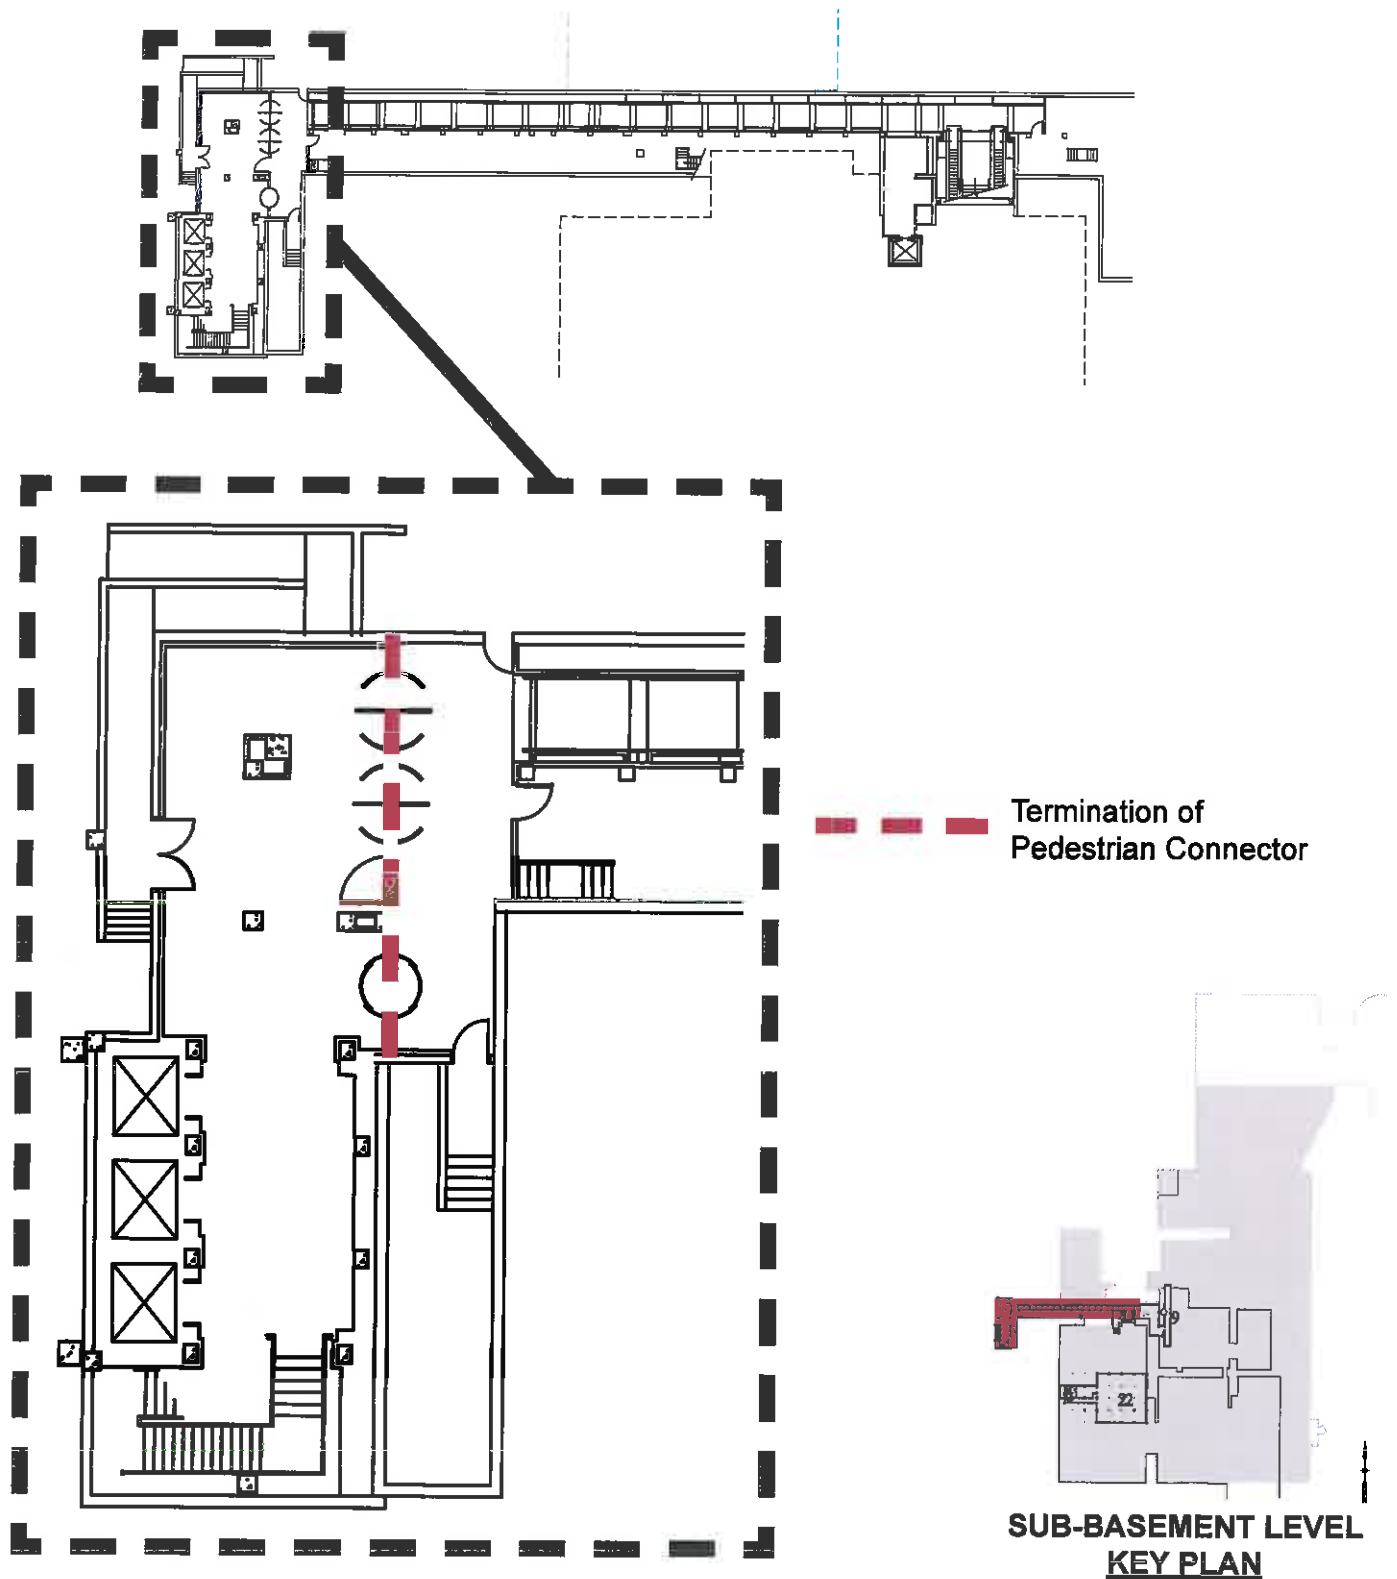 Termination of
Pedestrian Connector
22
SUB-BASEMENT LEVEL
KEY PLAN